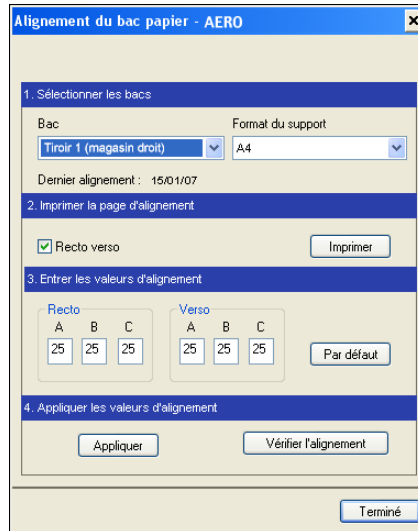 Alignement du bac papier - AERO
1. Sélectionner les bacs
Bac Format du support
Tiroir 1 (magasin droit) A4
Dernier alignement : 15/01/07
2. Imprimer la page d'alignement
Recto verso Imprimer
3. Entrer les valeurs d'alignement
Recto Verso
A B C A B C
25 25 25 25 25 25
Par défaut
4. Appliquer les valeurs d'alignement
Appliquer Vérifier l'alignement
Terminé